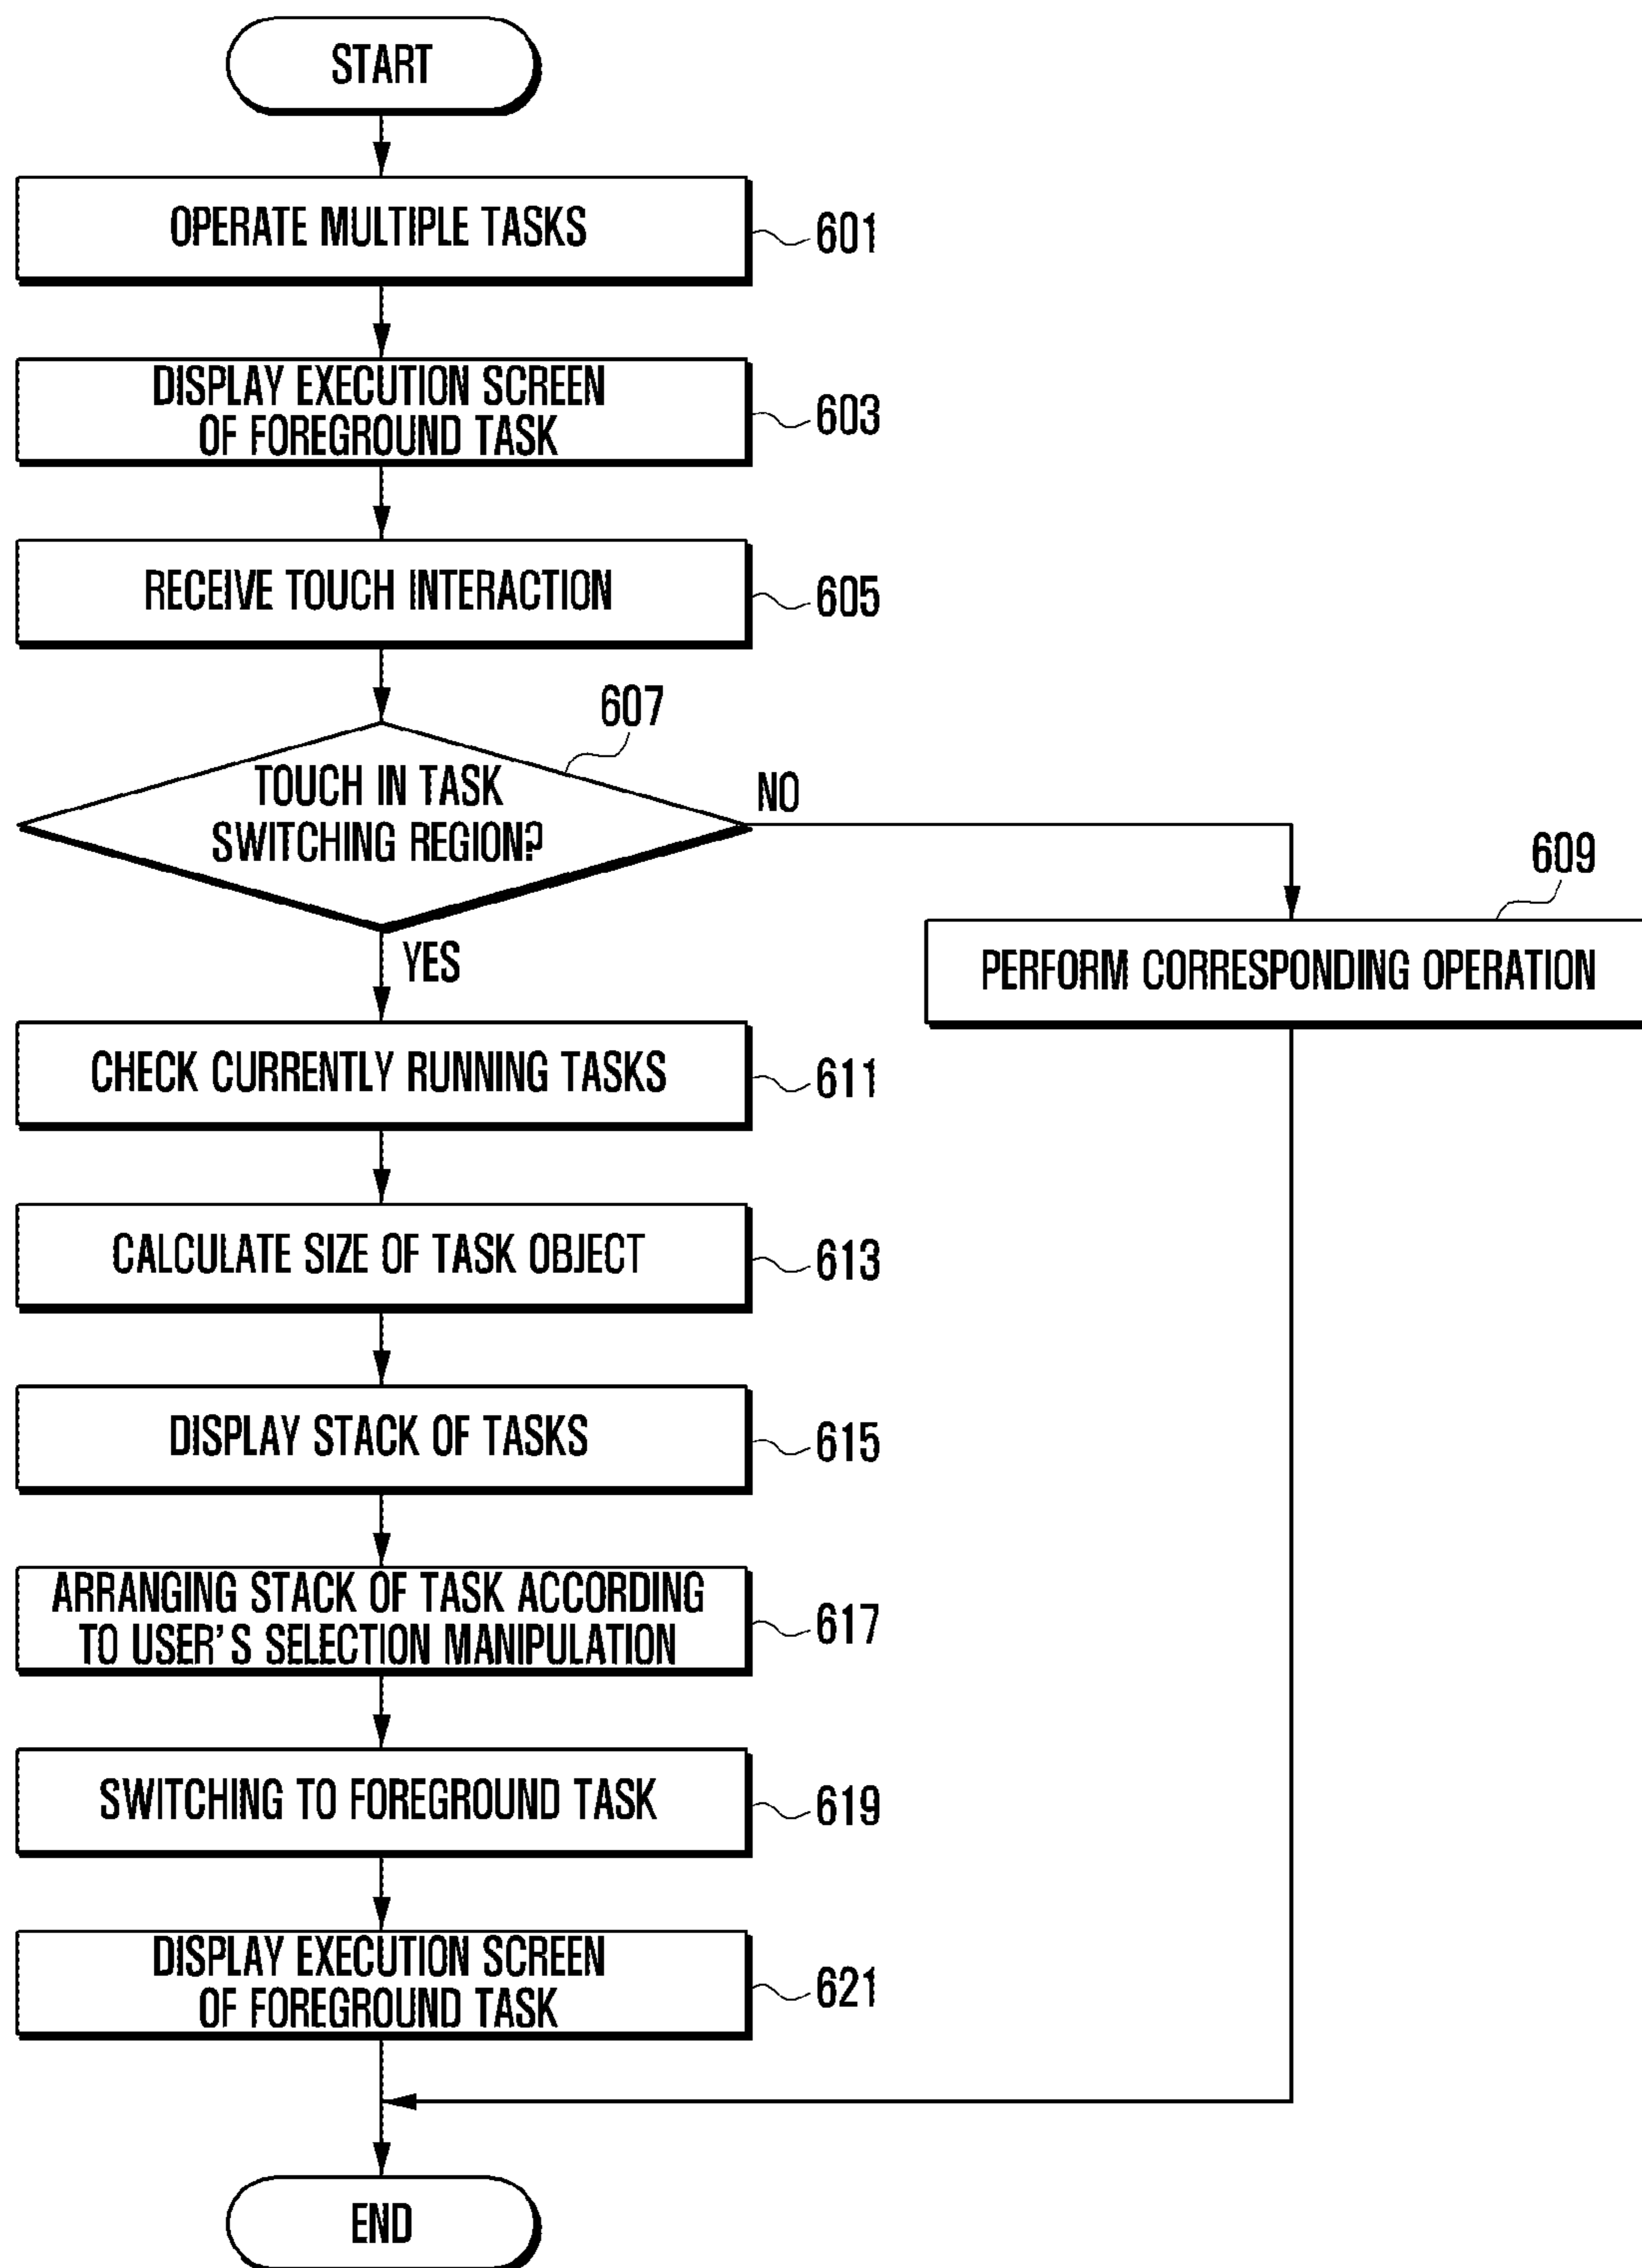 START
OPERATE MULTIPLE TASKS
601
DISPLAY EXECUTION SCREEN
OF FOREGROUND TASK
603
RECEIVE TOUCH INTERACTION
605
607
TOUCH IN TASK
SWITCHING REGION?
NO
YES
609
PERFORM CORRESPONDING OPERATION
CHECK CURRENTLY RUNNING TASKS
611
CALCULATE SIZE OF TASK OBJECT
613
DISPLAY STACK OF TASKS
615
ARRANGING STACK OF TASK ACCORDING
TO USER'S SELECTION MANIPULATION
617
SWITCHING TO FOREGROUND TASK
619
DISPLAY EXECUTION SCREEN
OF FOREGROUND TASK
621
END